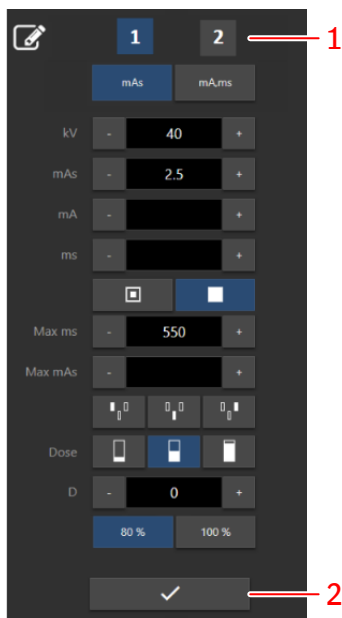 1 2 1
mAs mA,ms
kV - 40 +
mAs - 2.5 +
mA - +
ms - +
Max ms - 550 +
Max mAs - +
Dose
D - 0 +
80 % 100 %
2